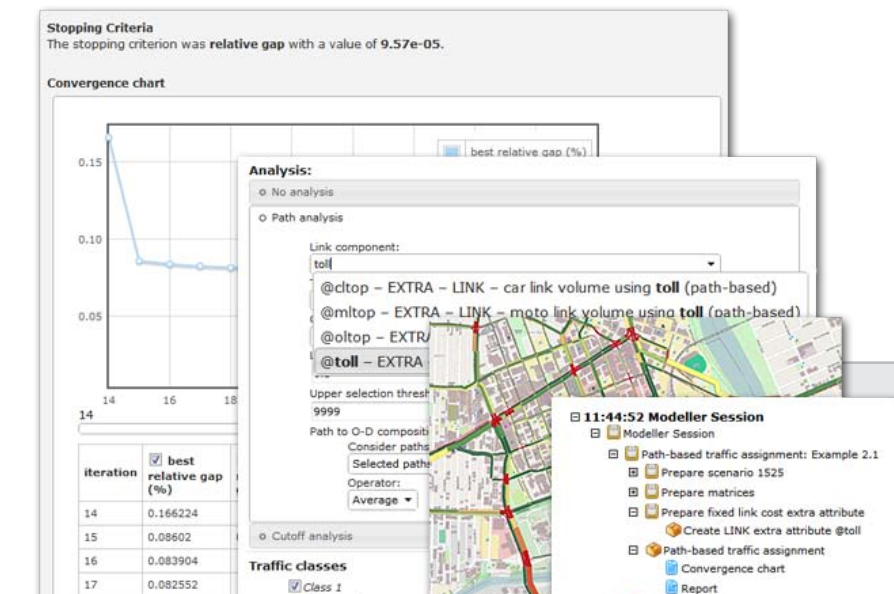 Stopping Criteria
The stopping criterion was relative gap with a value of 9.57e-05.
Convergence chart
best relative gap (%)
0.15
0.10
0.05
14 16 18
14
iteration best relative gap (%)
14 0.166224
15 0.08602
16 0.083904
17 0.082552
Analysis:
No analysis
Path analysis
Link component:
toll
@cltop – EXTRA – LINK – car link volume using toll (path-based)
@mltop – EXTRA – LINK – moto link volume using toll (path-based)
@oltop – EXTRA
@toll – EXTRA
Upper selection thresh
9999
Path to O-D compositi
Consider paths
Selected paths
Operator:
Average
Cutoff analysis
Traffic classes
Class 1
11:44:52 Modeller Session
Modeller Session
Path-based traffic assignment: Example 2.1
Prepare scenario 1525
Prepare matrices
Prepare fixed link cost extra attribute
Create LINK extra attribute @toll
Path-based traffic assignment
Convergence chart
Report